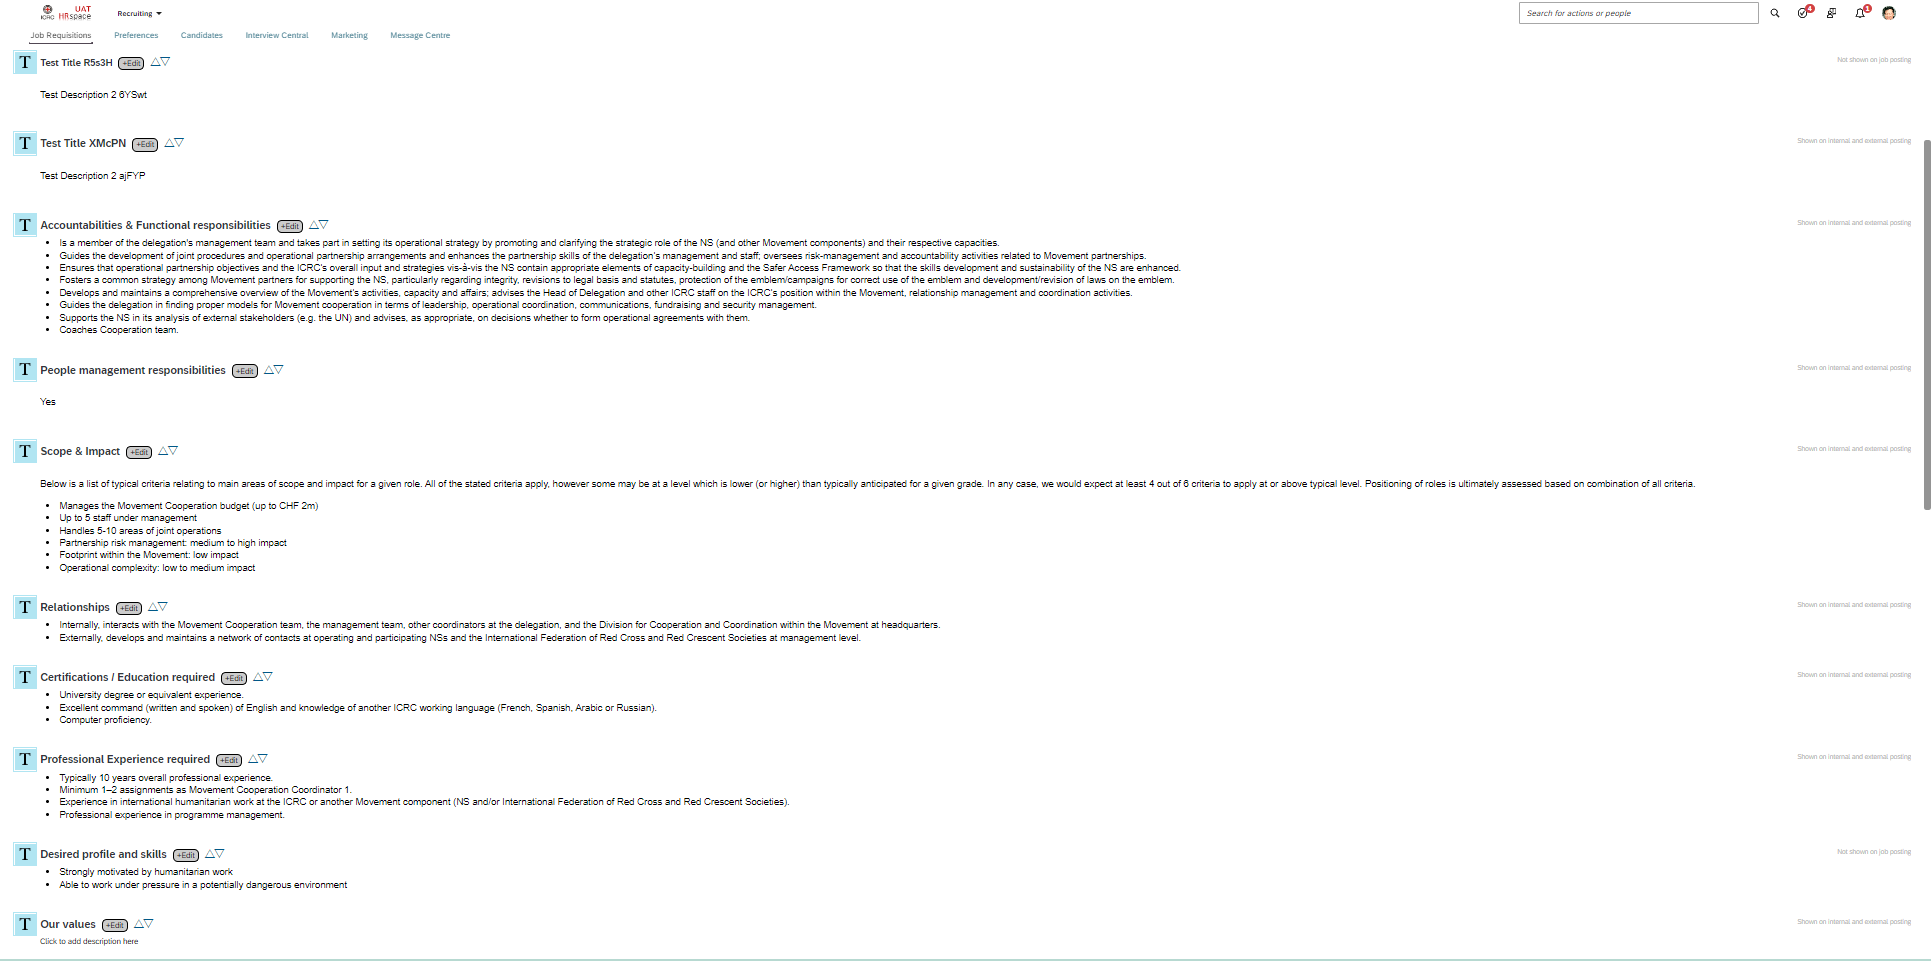 UAT
ICRC HRspace
Recruiting
Search for actions or people
4
1
Job Requisitions
Preferences
Candidates
Interview Central
Marketing
Message Centre
T Test Title R5s3H +Edit
Not shown on job posting
Test Description 2 6YSwt
T Test Title XMcPN +Edit
Shown on internal and external posting
Test Description 2 ajFYP
T Accountabilities & Functional responsibilities +Edit
Shown on internal and external posting
• Is a member of the delegation's management team and takes part in setting its operational strategy by promoting and clarifying the strategic role of the NS (and other Movement components) and their respective capacities.
• Guides the development of joint procedures and operational partnership arrangements and enhances the partnership skills of the delegation's management and staff; oversees risk-management and accountability activities related to Movement partnerships.
• Ensures that operational partnership objectives and the ICRC's overall input and strategies vis-à-vis the NS contain appropriate elements of capacity-building and the Safer Access Framework so that the skills development and sustainability of the NS are enhanced.
• Fosters a common strategy among Movement partners for supporting the NS, particularly regarding integrity, revisions to legal basis and statutes, protection of the emblem/campaigns for correct use of the emblem and development/revision of laws on the emblem.
• Develops and maintains a comprehensive overview of the Movement's activities, capacity and affairs; advises the Head of Delegation and other ICRC staff on the ICRC's position within the Movement, relationship management and coordination activities.
• Guides the delegation in finding proper models for Movement cooperation in terms of leadership, operational coordination, communications, fundraising and security management.
• Supports the NS in its analysis of external stakeholders (e.g. the UN) and advises, as appropriate, on decisions whether to form operational agreements with them.
• Coaches Cooperation team.
T People management responsibilities +Edit
Shown on internal and external posting
Yes
T Scope & Impact +Edit
Shown on internal and external posting
Below is a list of typical criteria relating to main areas of scope and impact for a given role. All of the stated criteria apply, however some may be at a level which is lower (or higher) than typically anticipated for a given grade. In any case, we would expect at least 4 out of 6 criteria to apply at or above typical level. Positioning of roles is ultimately assessed based on combination of all criteria.
• Manages the Movement Cooperation budget (up to CHF 2m)
• Up to 5 staff under management
• Handles 5-10 areas of joint operations
• Partnership risk management: medium to high impact
• Footprint within the Movement: low impact
• Operational complexity: low to medium impact
T Relationships +Edit
Shown on internal and external posting
• Internally, interacts with the Movement Cooperation team, the management team, other coordinators at the delegation, and the Division for Cooperation and Coordination within the Movement at headquarters.
• Externally, develops and maintains a network of contacts at operating and participating NSs and the International Federation of Red Cross and Red Crescent Societies at management level.
T Certifications / Education required +Edit
Shown on internal and external posting
• University degree or equivalent experience.
• Excellent command (written and spoken) of English and knowledge of another ICRC working language (French, Spanish, Arabic or Russian).
• Computer proficiency.
T Professional Experience required +Edit
Shown on internal and external posting
• Typically 10 years overall professional experience.
• Minimum 1–2 assignments as Movement Cooperation Coordinator 1.
• Experience in international humanitarian work at the ICRC or another Movement component (NS and/or International Federation of Red Cross and Red Crescent Societies).
• Professional experience in programme management.
T Desired profile and skills +Edit
Not shown on job posting
• Strongly motivated by humanitarian work
• Able to work under pressure in a potentially dangerous environment
T Our values +Edit
Shown on internal and external posting
Click to add description here